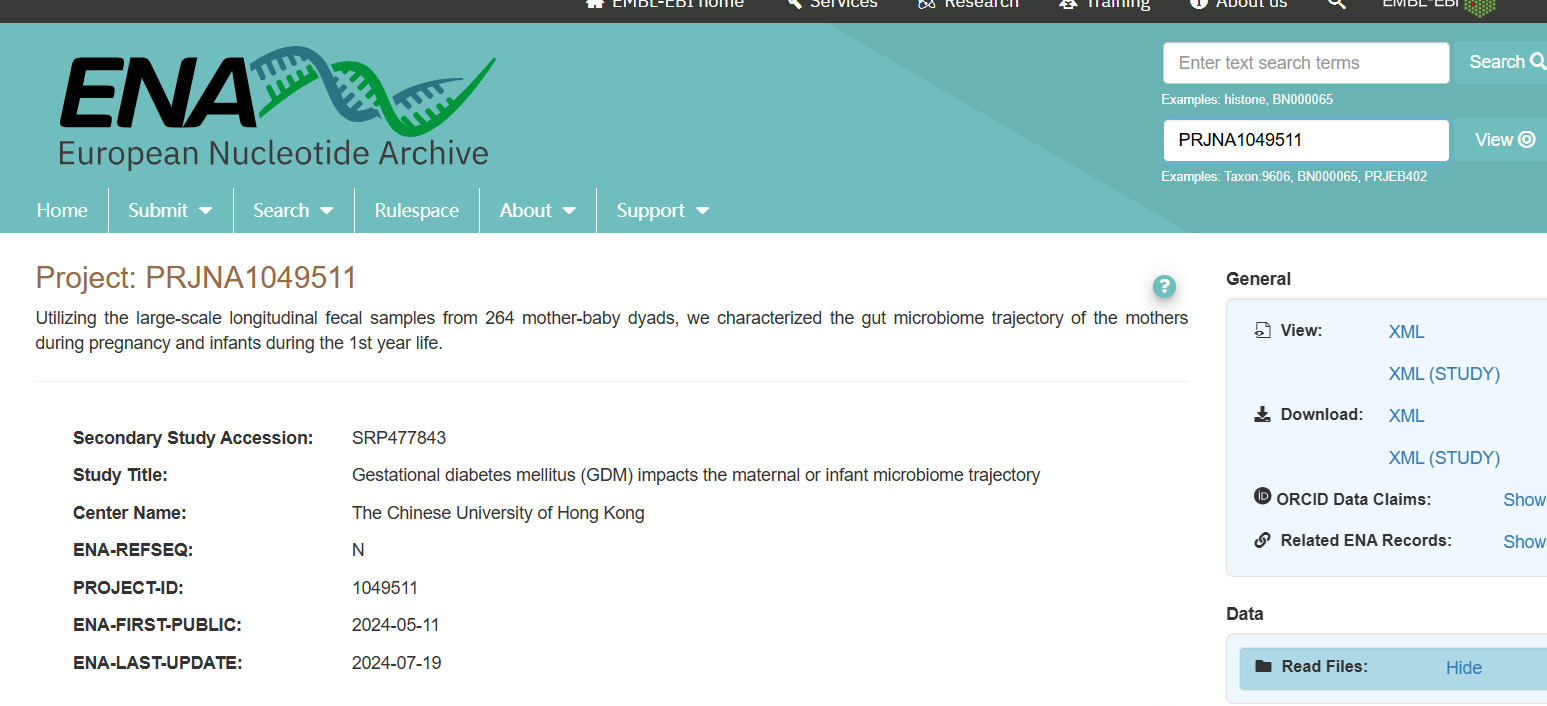 EMBL-EBI home Services Research Training About us EMBL-EBI
ENA
European Nucleotide Archive
Enter text search terms Search
Examples: histone, BN000065
PRJNA1049511 View
Examples: Taxon:9606, BN000065, PRJEB402
Home Submit Search Rulespace About Support
Project: PRJNA1049511
?
Utilizing the large-scale longitudinal fecal samples from 264 mother-baby dyads, we characterized the gut microbiome trajectory of the mothers
during pregnancy and infants during the 1st year life.
Secondary Study Accession: SRP477843
Study Title: Gestational diabetes mellitus (GDM) impacts the maternal or infant microbiome trajectory
Center Name: The Chinese University of Hong Kong
ENA-REFSEQ: N
PROJECT-ID: 1049511
ENA-FIRST-PUBLIC: 2024-05-11
ENA-LAST-UPDATE: 2024-07-19
General
View: XML
XML (STUDY)
Download: XML
XML (STUDY)
iD ORCID Data Claims: Show
Related ENA Records: Show
Data
Read Files: Hide